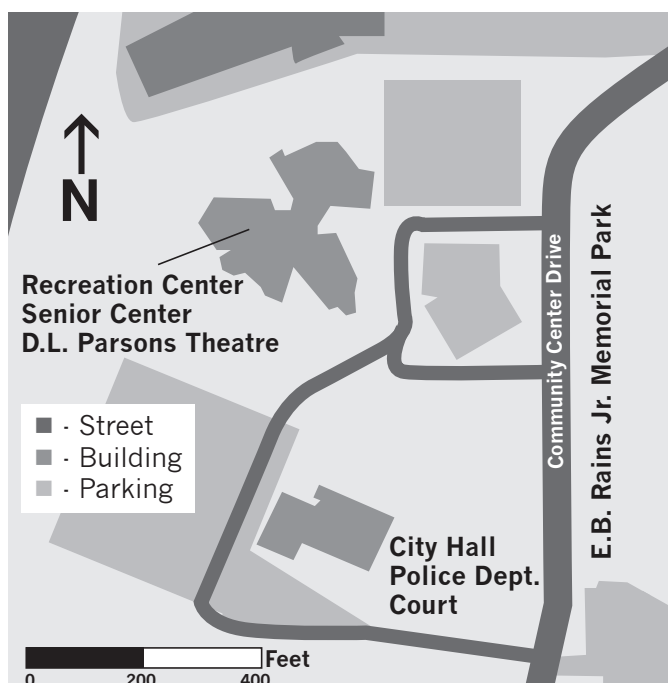 N
Recreation Center
Senior Center
D.L. Parsons Theatre
- Street
- Building
- Parking
Community Center Drive
E.B. Rains Jr. Memorial Park
City Hall
Police Dept.
Court
Feet
0 200 400